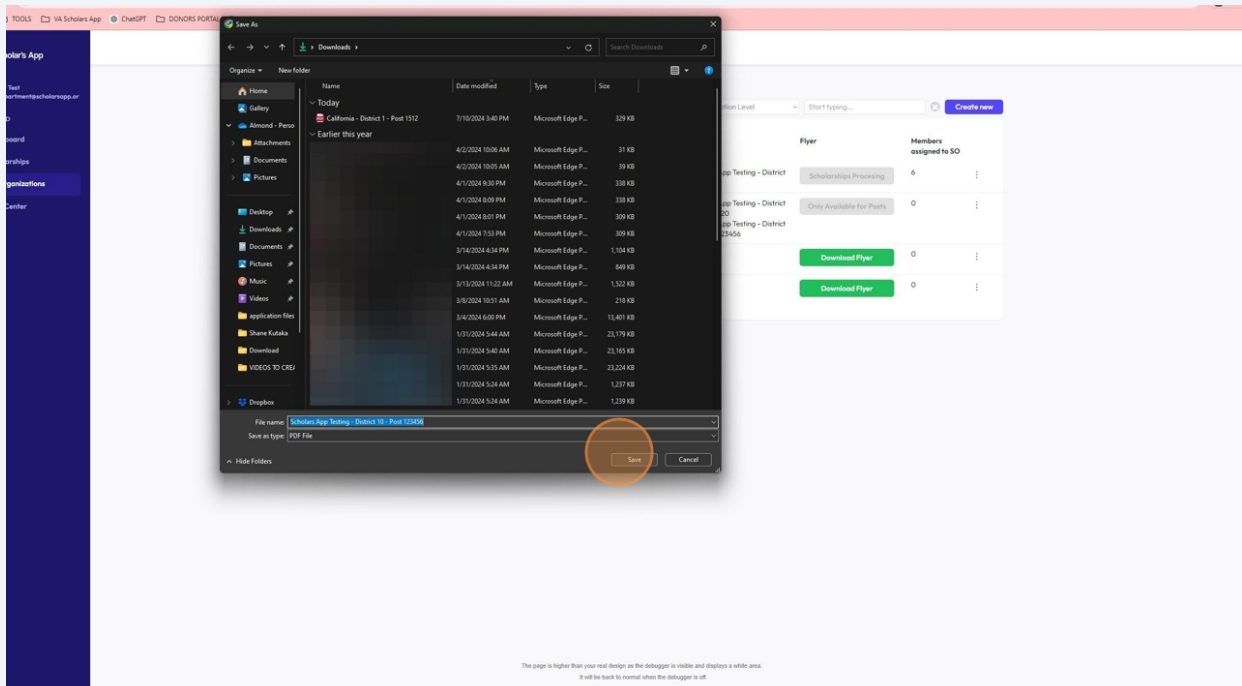 TOOLS VA Scholars App ChatGPT DONORS PORTAL
Save As
Downloads
Search Downloads
Organize New folder
Home
Gallery
Almond - Perso
Attachments
Documents
Pictures
Desktop
Downloads
Documents
Pictures
Music
Videos
application files
Shane Kutaka
Download
VIDEOS TO CREA
Dropbox
Name Date modified Type Size
Today
California - District 1 - Post 1512 7/10/2024 3:40 PM Microsoft Edge P... 329 KB
Earlier this year
4/2/2024 10:06 AM Microsoft Edge P... 31 KB
4/2/2024 10:05 AM Microsoft Edge P... 39 KB
4/1/2024 9:30 PM Microsoft Edge P... 338 KB
4/1/2024 8:09 PM Microsoft Edge P... 338 KB
4/1/2024 8:01 PM Microsoft Edge P... 309 KB
4/1/2024 7:53 PM Microsoft Edge P... 309 KB
3/14/2024 4:34 PM Microsoft Edge P... 1,104 KB
3/14/2024 4:34 PM Microsoft Edge P... 849 KB
3/13/2024 11:22 AM Microsoft Edge P... 1,522 KB
3/8/2024 10:51 AM Microsoft Edge P... 218 KB
3/4/2024 6:00 PM Microsoft Edge P... 13,401 KB
1/31/2024 5:44 AM Microsoft Edge P... 23,179 KB
1/31/2024 5:40 AM Microsoft Edge P... 23,165 KB
1/31/2024 5:35 AM Microsoft Edge P... 23,224 KB
1/31/2024 5:24 AM Microsoft Edge P... 1,237 KB
1/31/2024 5:24 AM Microsoft Edge P... 1,239 KB
File name: Scholars App Testing - District 10 - Post 123456
Save as type: PDF File
Hide Folders
Save Cancel
olar's App
Test
artment@scholarsapp.or
oard
arships
ganizations
Center
tion Level Start typing... Create new
Flyer Members
assigned to SO
pp Testing - District Scholarships Processing 6
pp Testing - District Only Available for Posts 0
20
pp Testing - District
23456
Download Flyer 0
Download Flyer 0
The page is higher than your real design as the debugger is visible and displays a white area.
It will be back to normal when the debugger is off.